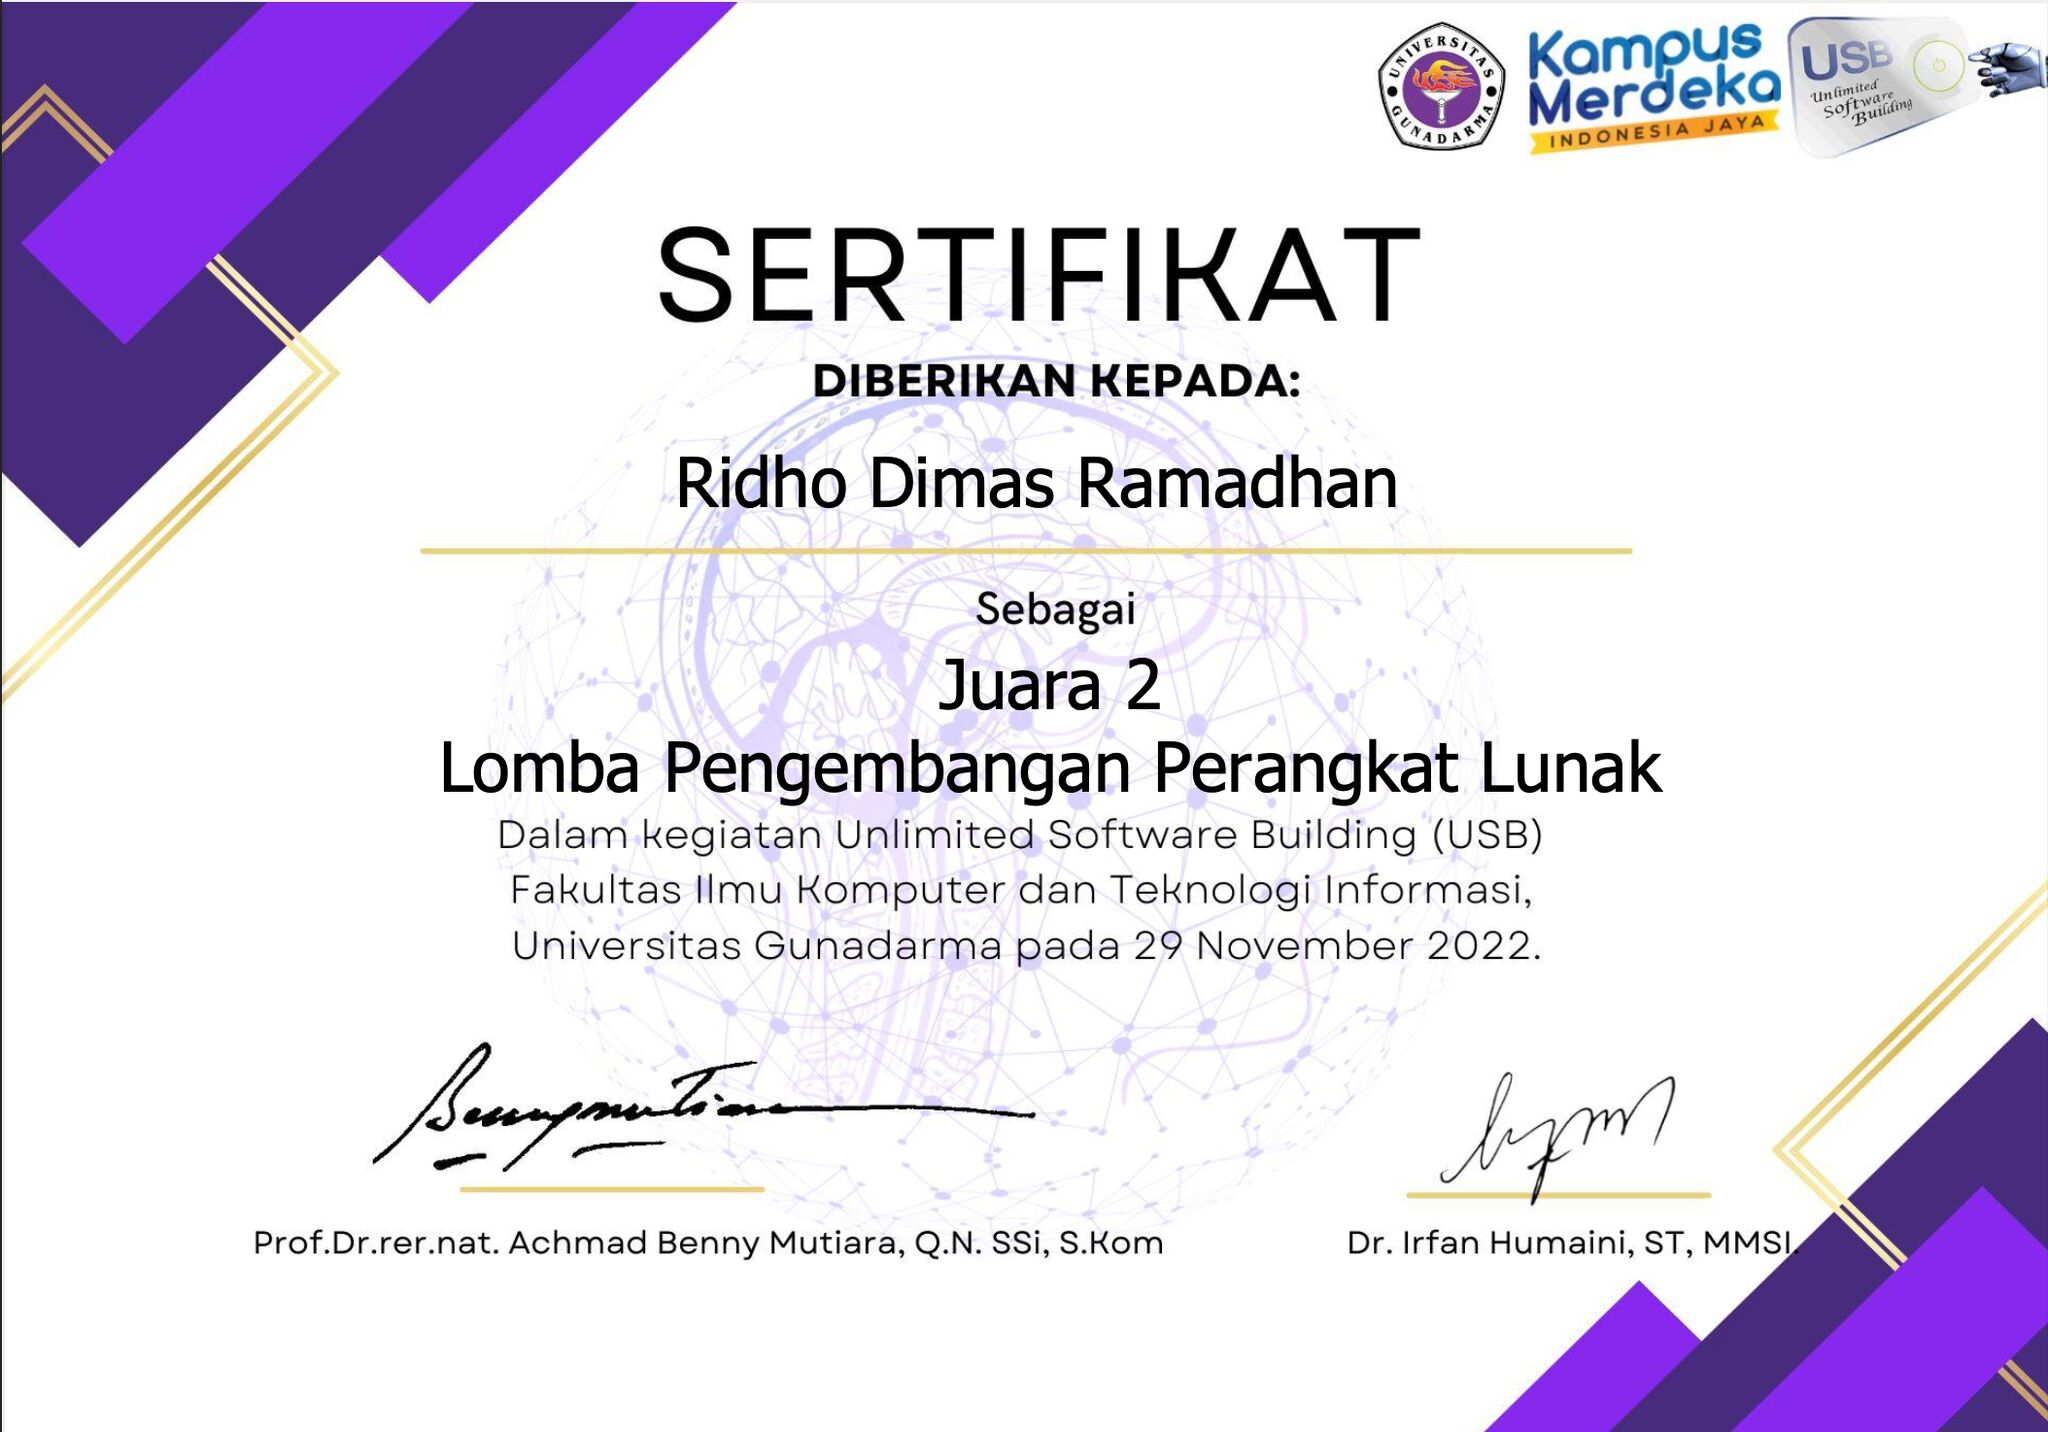 UNIVERSITAS GUNADARMA
Kampus
Merdeka
INDONESIA JAYA
USB
Unlimited
Software
Building
SERTIFIKAT
DIBERIKAN KEPADA:
Ridho Dimas Ramadhan
Sebagai
Juara 2
Lomba Pengembangan Perangkat Lunak
Dalam kegiatan Unlimited Software Building (USB)
Fakultas Ilmu Komputer dan Teknologi Informasi,
Universitas Gunadarma pada 29 November 2022.
Prof.Dr.rer.nat. Achmad Benny Mutiara, Q.N. SSi, S.Kom
Dr. Irfan Humaini, ST, MMSI.